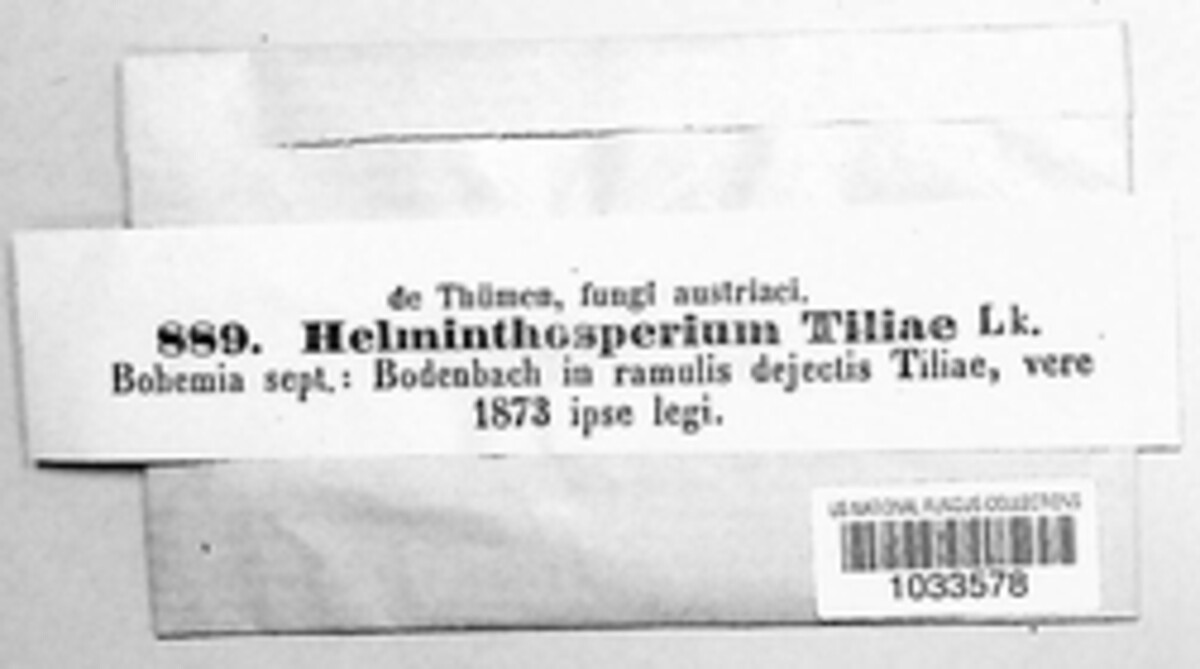 de Thümen, fungi austriaci.
889. Helminthosperium Tiliae Lk.
Bohemia sept.: Bodenbach in ramulis dejectis Tiliae, vere
1873 ipse legi.
US NATIONAL FUNGUS COLLECTIONS
1033578